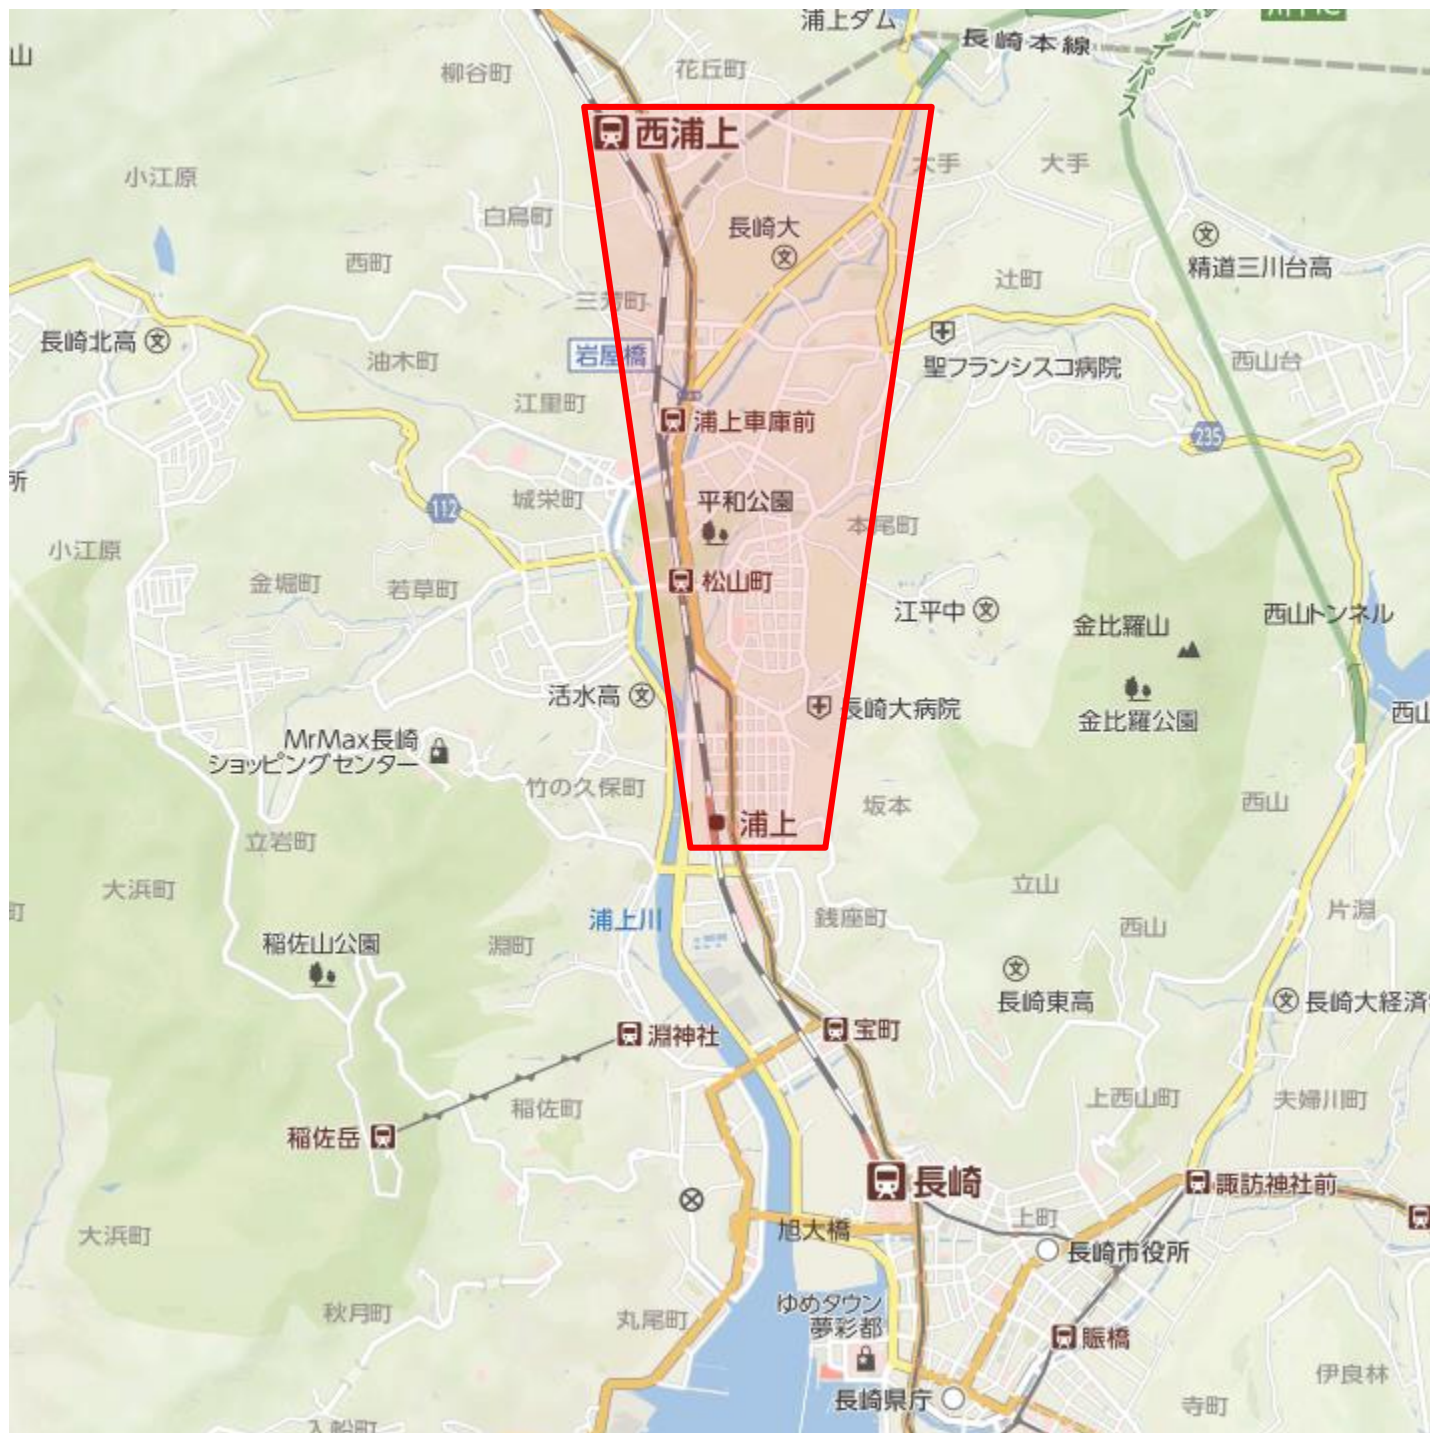 浦上ダム
長崎本線
バイパス
山
柳谷町
花丘町
西浦上
小江原
大手
大手
白鳥町
長崎大
西町
精道三川台高
辻町
三芳町
長崎北高
岩屋橋
油木町
聖フランシスコ病院
西山台
江里町
浦上車庫前
235
所
城栄町
平和公園
112
本尾町
小江原
金堀町
若草町
松山町
江平中
金比羅山
西山トンネル
活水高
長崎大病院
金比羅公園
西山
MrMax長崎
ショッピングセンター
竹の久保町
坂本
西山
浦上
立岩町
大浜町
立山
町
浦上川
銭座町
片淵
稲佐山公園
淵町
西山
長崎東高
長崎大経済
淵神社
宝町
稲佐町
上西山町
夫婦川町
稲佐岳
長崎
諏訪神社前
大浜町
旭大橋
上町
長崎市役所
秋月町
丸尾町
ゆめタウン
夢彩都
賑橋
伊良林
長崎県庁
寺町
入船町